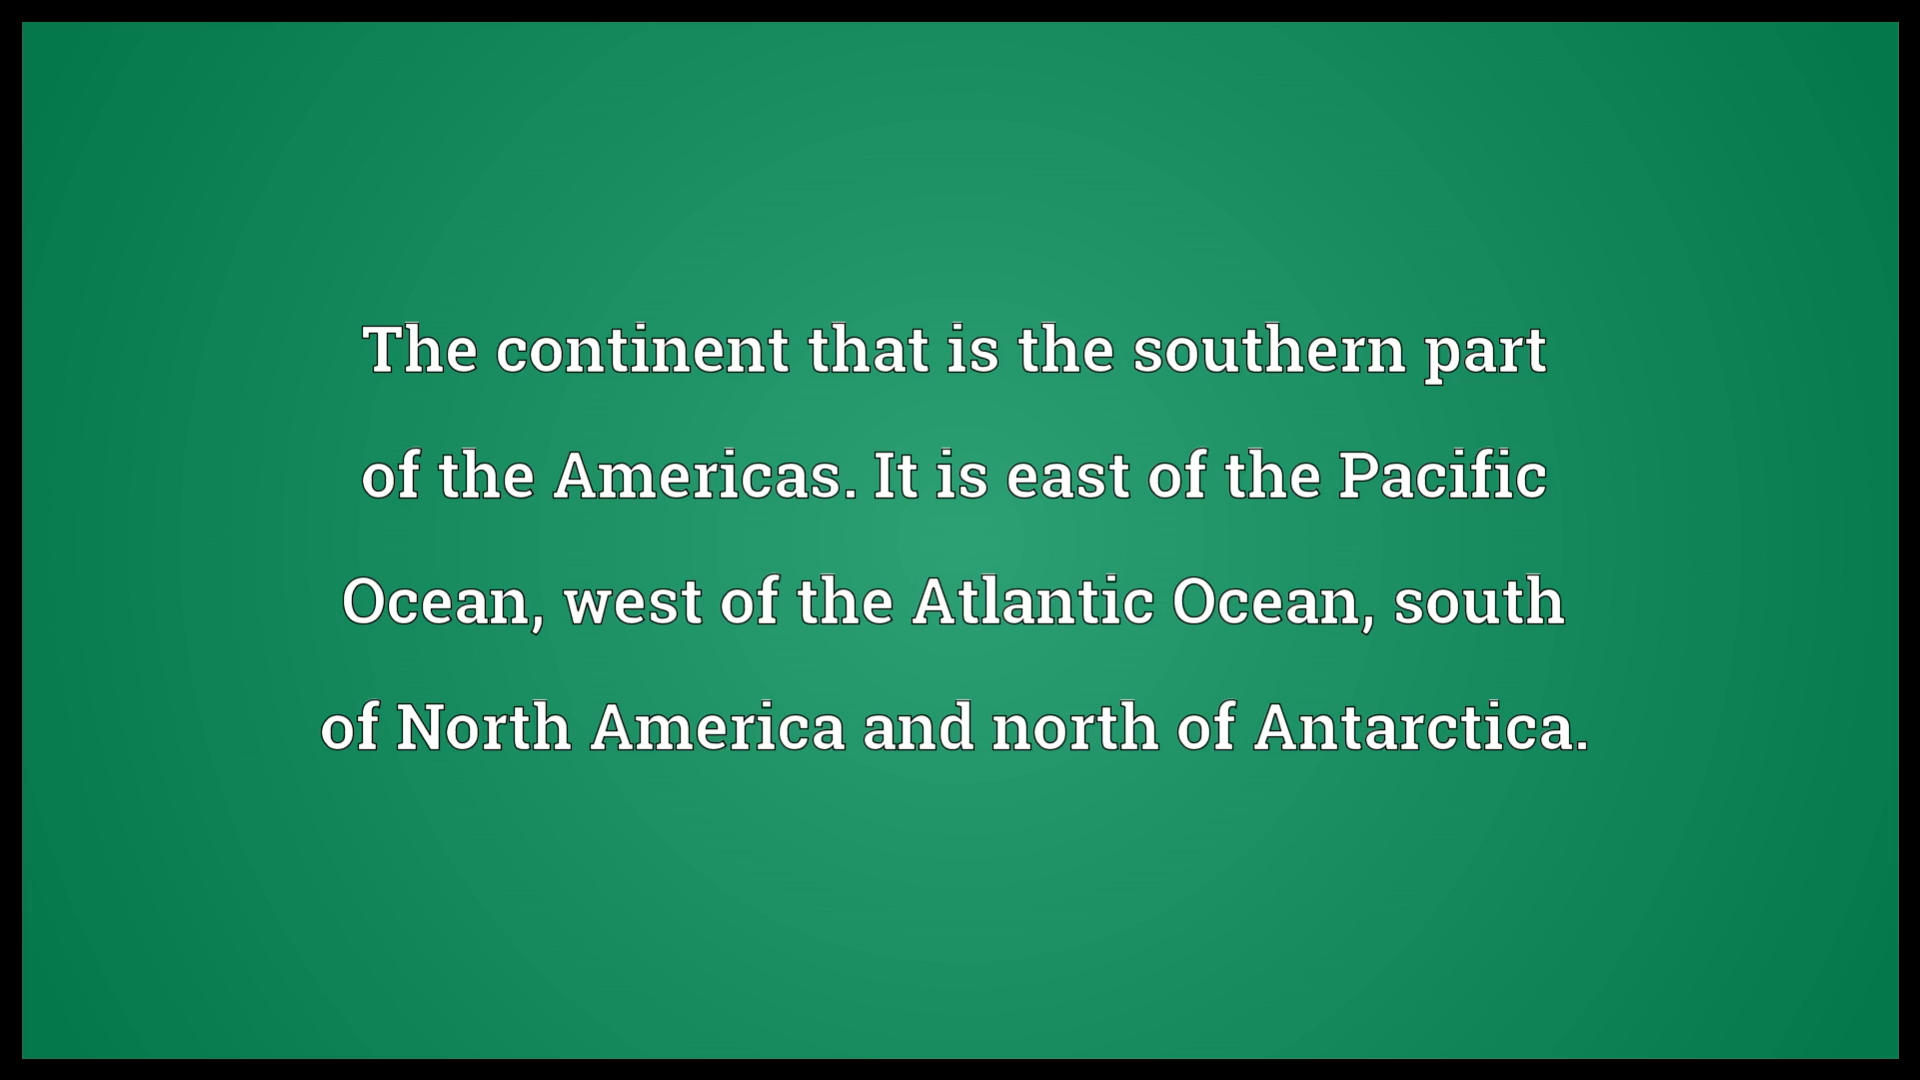 The continent that is the southern part
of the Americas. It is east of the Pacific
Ocean, west of the Atlantic Ocean, south
of North America and north of Antarctica.